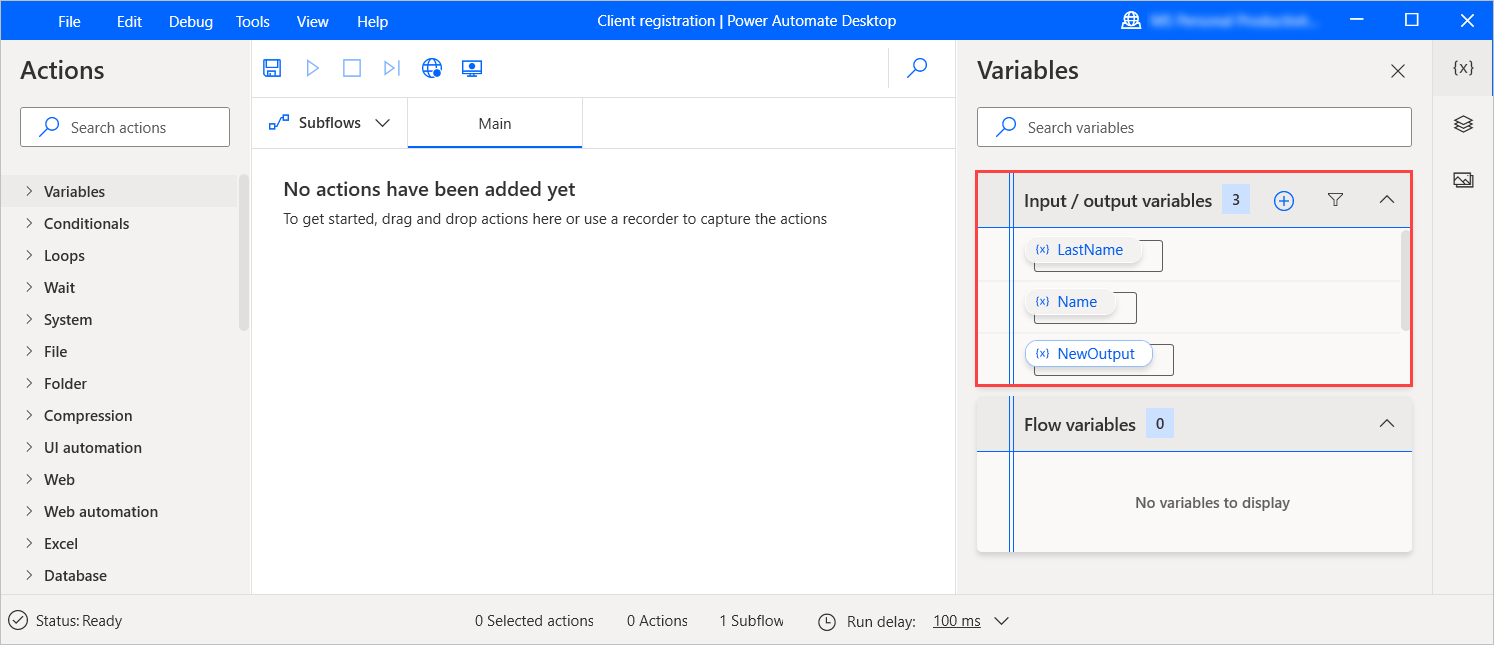 File Edit Debug Tools View Help Client registration | Power Automate Desktop
Actions
Search actions
Variables
Conditionals
Loops
Wait
System
File
Folder
Compression
UI automation
Web
Web automation
Excel
Database
Subflows Main
No actions have been added yet
To get started, drag and drop actions here or use a recorder to capture the actions
Variables
Search variables
Input / output variables 3
{x} LastName
{x} Name
{x} NewOutput
Flow variables 0
No variables to display
{x}
Status: Ready 0 Selected actions 0 Actions 1 Subflow Run delay: 100 ms